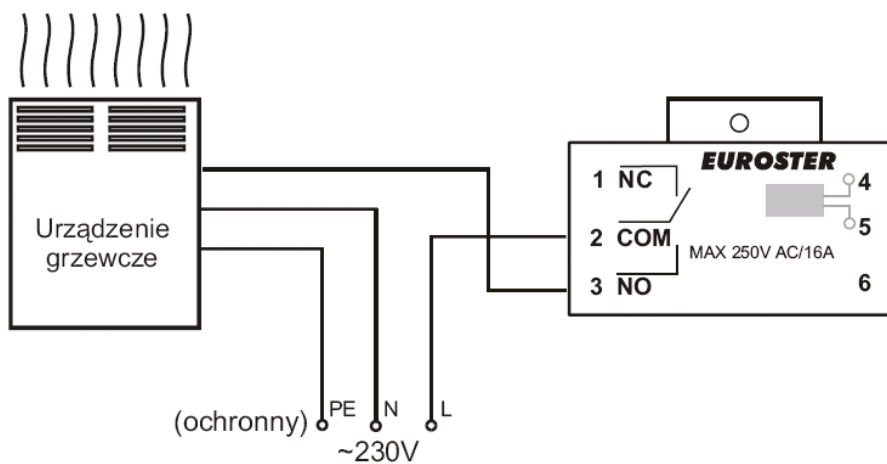 Urządzenie
grzewcze
EUROSTER
1 NC
4
2 COM
5
MAX 250V AC/16A
3 NO
6
(ochronny)
PE
N
L
~230V